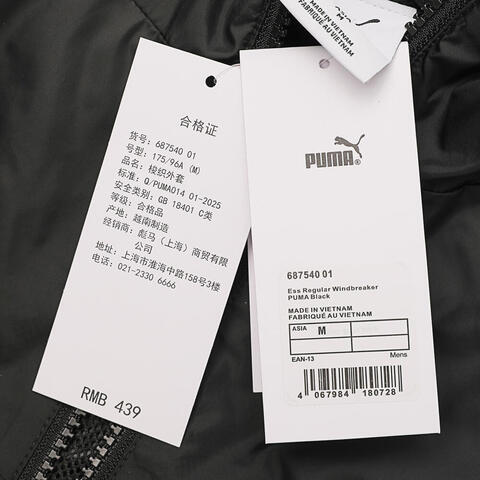 MADE IN VIETNAM
FABRIQUÉ AU VIETNAM
合格证
货号: 687540 01
号型: 175/96A (M)
品名: 梭织外套
标准: Q/PUMA014 01-2025
安全类别: GB 18401 C类
等级: 合格品
产地: 越南制造
经销商: 彪马（上海）商贸有限
公司
地址: 上海市淮海中路158号3楼
电话: 021-2330 6666
RMB 439
PUMA
687540 01
Ess Regular Windbreaker
PUMA Black
MADE IN VIETNAM
FABRIQUÉ AU VIETNAM
ASIA M
EAN-13 Mens
4 067984 180728